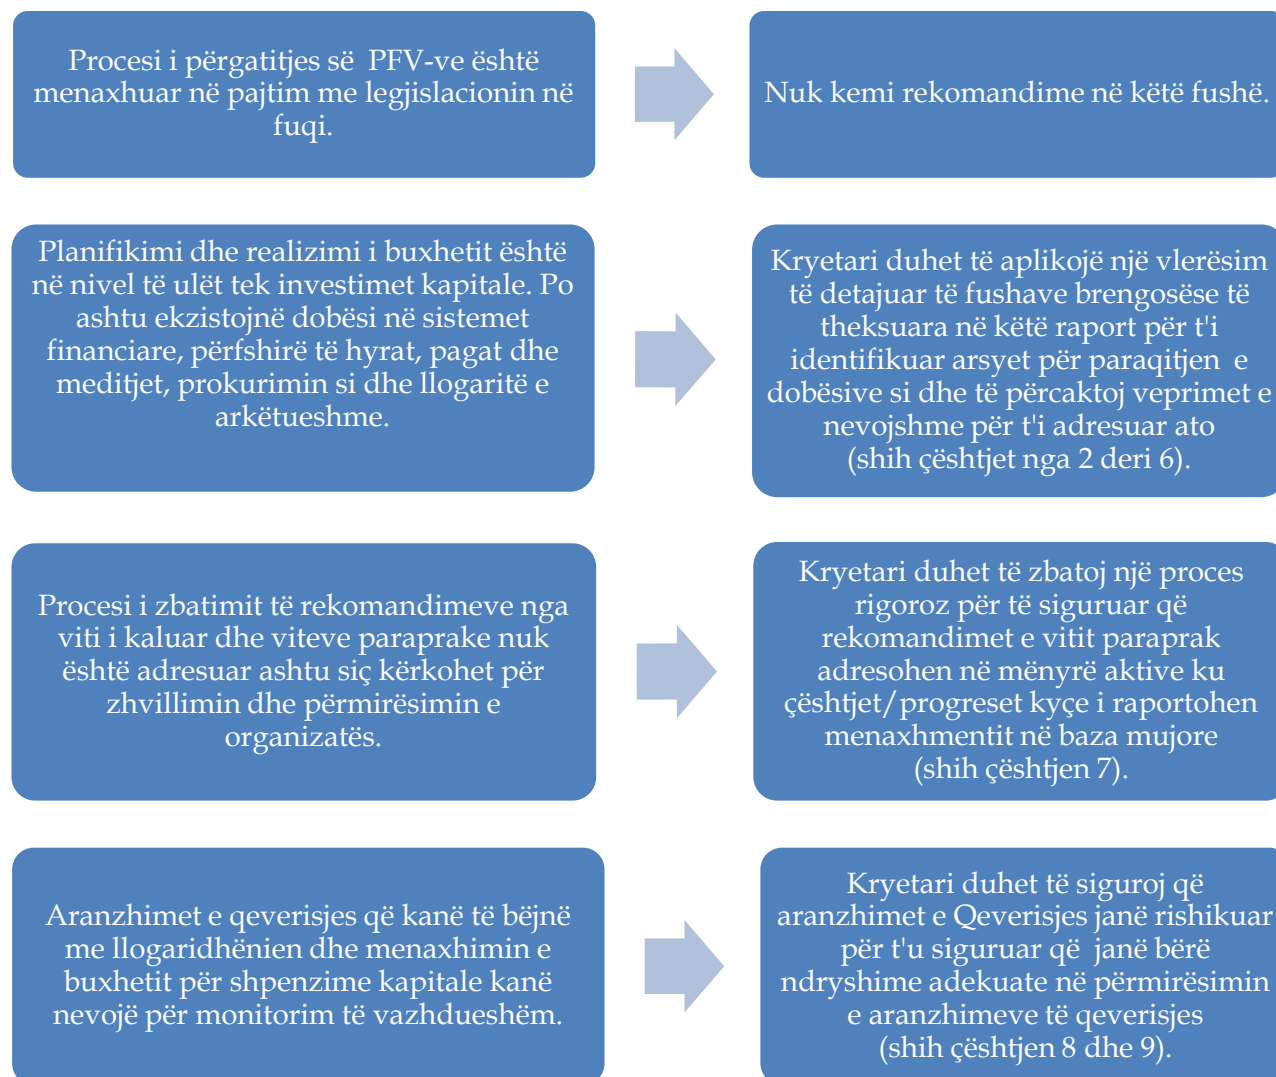 Procesi i përgatitjes së  PFV-ve është
menaxhuar në pajtim me legjislacionin në
fuqi.
Nuk kemi rekomandime në këtë fushë.
Planifikimi dhe realizimi i buxhetit është
në nivel të ulët tek investimet kapitale. Po
ashtu ekzistojnë dobësi në sistemet
financiare, përfshirë të hyrat, pagat dhe
meditjet, prokurimin si dhe llogaritë e
arkëtueshme.
Kryetari duhet të aplikojë një vlerësim
të detajuar të fushave brengosëse të
theksuara në këtë raport për t'i
identifikuar arsyet për paraqitjen  e
dobësive si dhe të përcaktoj veprimet e
nevojshme për t'i adresuar ato
(shih çështjet nga 2 deri 6).
Procesi i zbatimit të rekomandimeve nga
viti i kaluar dhe viteve paraprake nuk
është adresuar ashtu siç kërkohet për
zhvillimin dhe përmirësimin e
organizatës.
Kryetari duhet të zbatoj një proces
rigoroz për të siguruar që
rekomandimet e vitit paraprak
adresohen në mënyrë aktive ku
çështjet/progreset kyçe i raportohen
menaxhmentit në baza mujore
(shih çështjen 7).
Aranzhimet e qeverisjes që kanë të bëjnë
me llogaridhënien dhe menaxhimin e
buxhetit për shpenzime kapitale kanë
nevojë për monitorim të vazhdueshëm.
Kryetari duhet të siguroj që
aranzhimet e Qeverisjes janë rishikuar
për t'u siguruar që  janë bërë
ndryshime adekuate në përmirësimin
e aranzhimeve të qeverisjes
(shih çështjen 8 dhe 9).